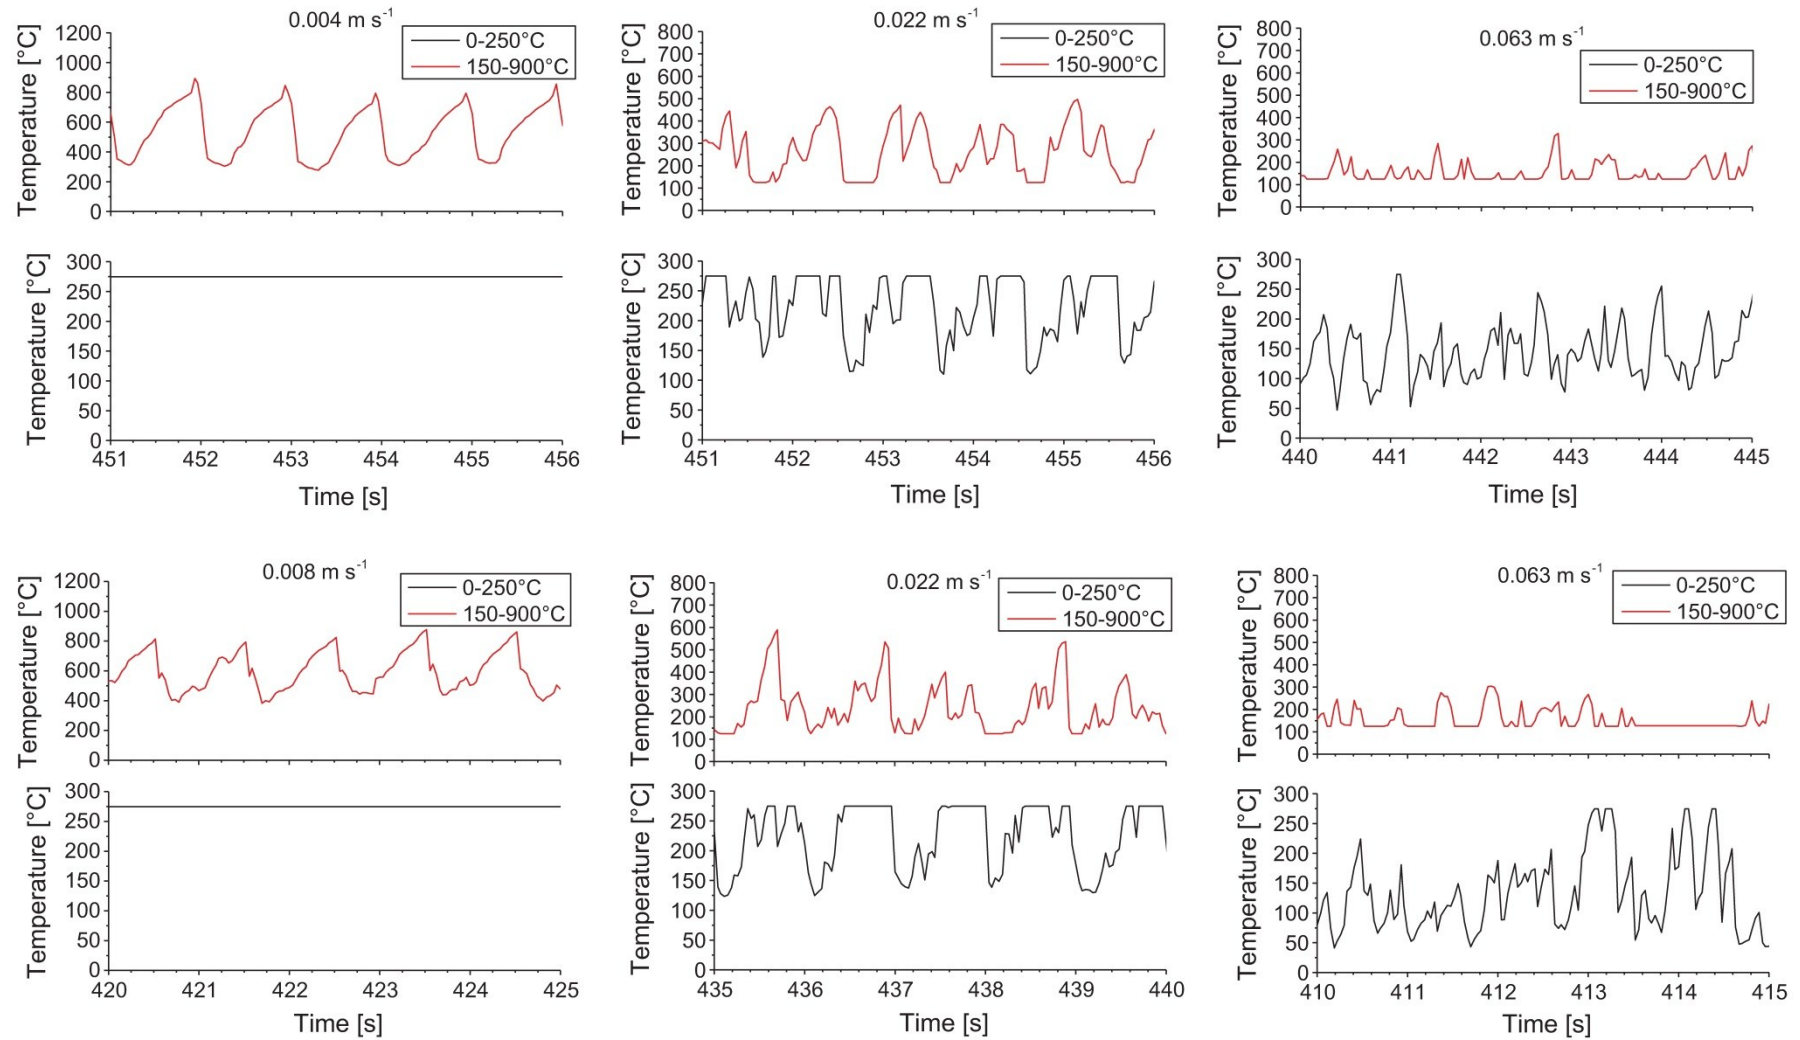 0.004 m s-1
0-250°C
150-900°C
Temperature [°C]
1200
1000
800
600
400
200
0
Temperature [°C]
300
250
200
150
100
50
0
451 452 453 454 455 456
Time [s]
0.022 m s-1
0-250°C
150-900°C
Temperature [°C]
800
700
600
500
400
300
200
100
0
Temperature [°C]
300
250
200
150
100
50
0
451 452 453 454 455 456
Time [s]
0.063 m s-1
0-250°C
150-900°C
Temperature [°C]
800
700
600
500
400
300
200
100
0
Temperature [°C]
300
250
200
150
100
50
0
440 441 442 443 444 445
Time [s]
0.008 m s-1
0-250°C
150-900°C
Temperature [°C]
1200
1000
800
600
400
200
0
Temperature [°C]
300
250
200
150
100
50
0
420 421 422 423 424 425
Time [s]
0.022 m s-1
0-250°C
150-900°C
Temperature [°C]
800
700
600
500
400
300
200
100
0
Temperature [°C]
300
250
200
150
100
50
0
435 436 437 438 439 440
Time [s]
0.063 m s-1
0-250°C
150-900°C
Temperature [°C]
800
700
600
500
400
300
200
100
0
Temperature [°C]
300
250
200
150
100
50
0
410 411 412 413 414 415
Time [s]